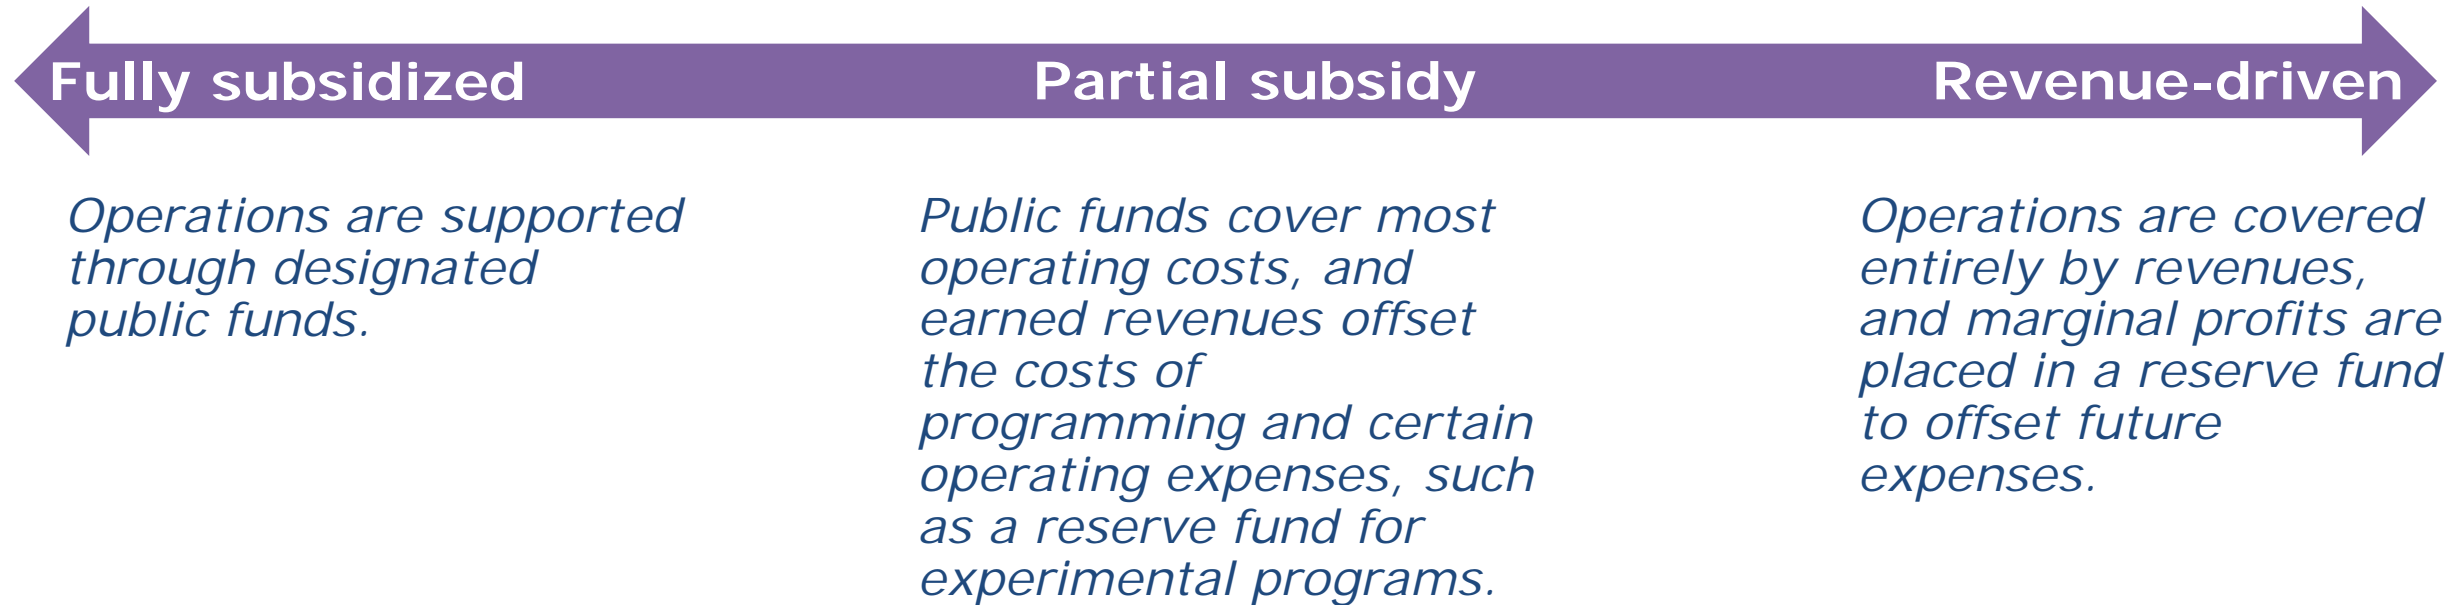 Fully subsidized
Partial subsidy
Revenue-driven
Operations are supported
through designated
public funds.
Public funds cover most
operating costs, and
earned revenues offset
the costs of
programming and certain
operating expenses, such
as a reserve fund for
experimental programs.
Operations are covered
entirely by revenues,
and marginal profits are
placed in a reserve fund
to offset future
expenses.